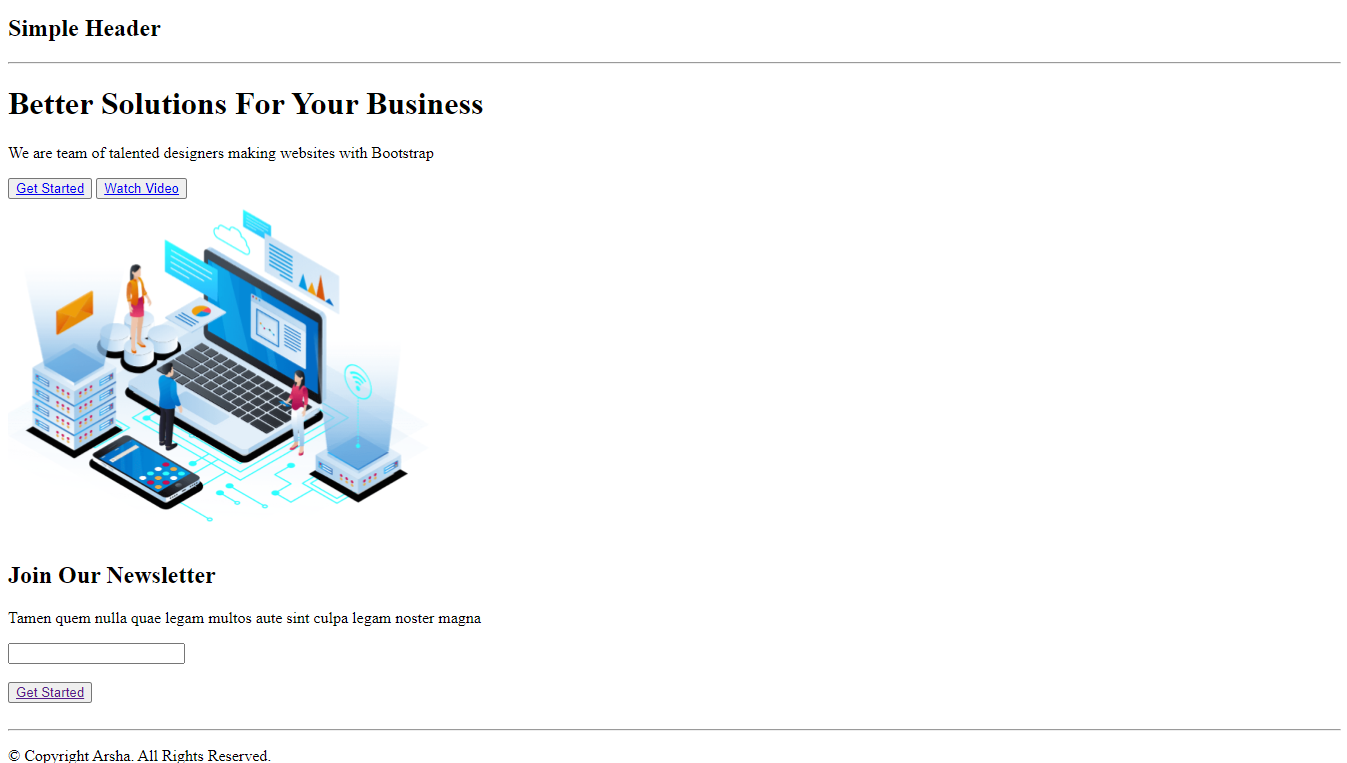 Simple Header
Better Solutions For Your Business
We are team of talented designers making websites with Bootstrap
Get Started Watch Video
Join Our Newsletter
Tamen quem nulla quae legam multos aute sint culpa legam noster magna
Get Started
© Copyright Arsha. All Rights Reserved.